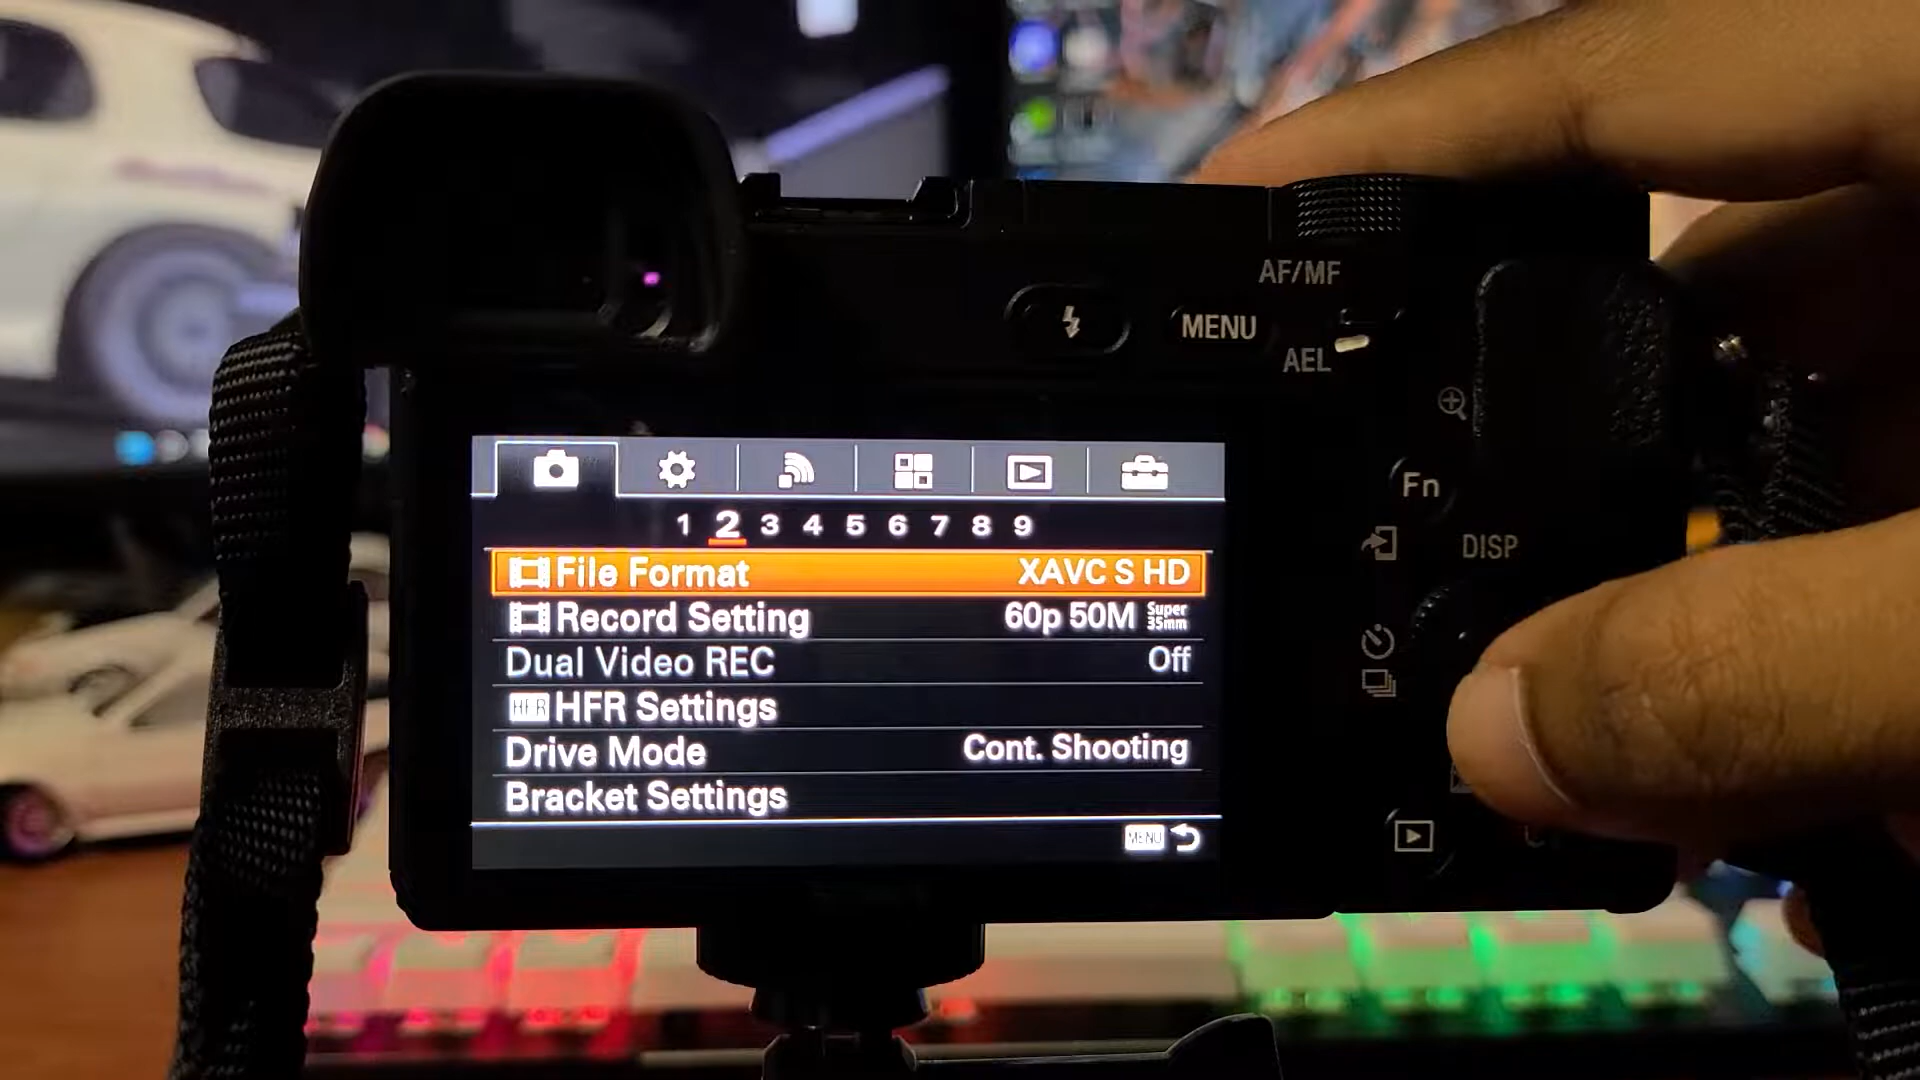 AF/MF
MENU
AEL
Fn
DISP
1 2 3 4 5 6 7 8 9
File Format XAVC S HD
Record Setting 60p 50M Super 35mm
Dual Video REC Off
HFR HFR Settings
Drive Mode Cont. Shooting
Bracket Settings
MENU